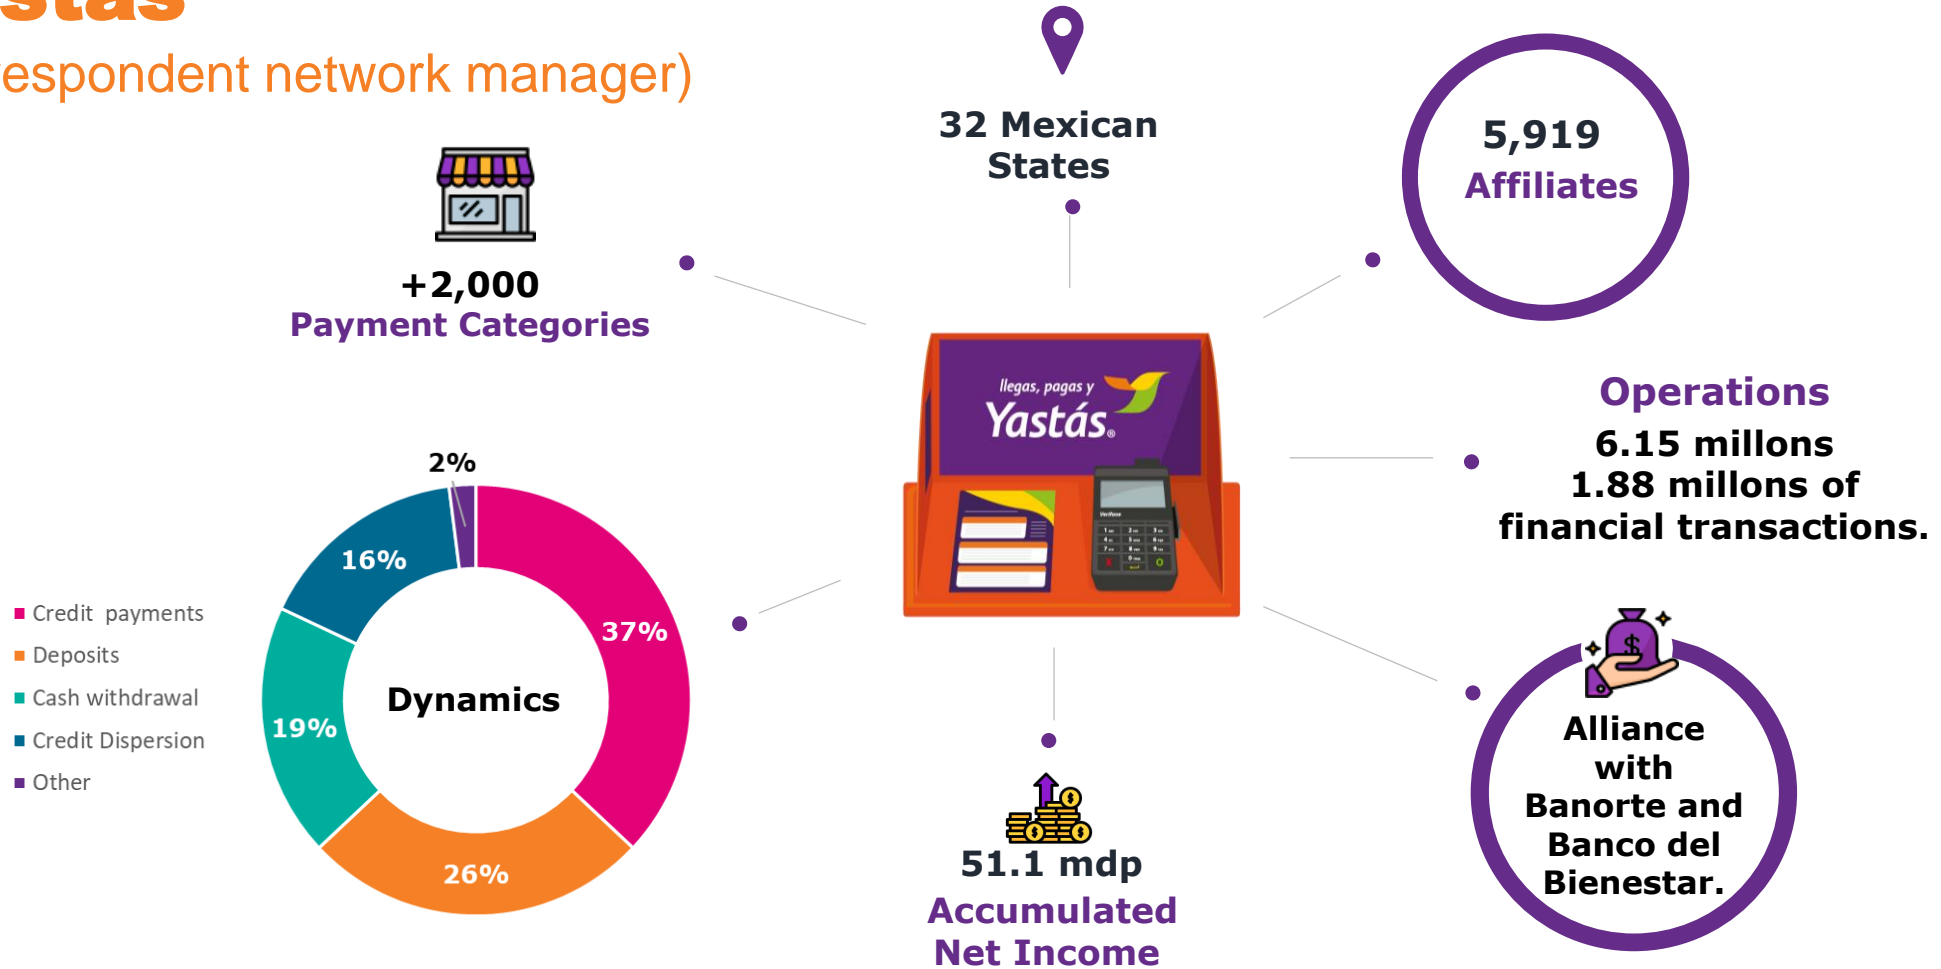 stás
respondent network manager)
32 Mexican
States
5,919
Affiliates
+2,000
Payment Categories
llegas, pagas y
Yastás®
Operations
6.15 millons
1.88 millons of
financial transactions.
2%
16%
37%
19%
26%
Dynamics
Credit payments
Deposits
Cash withdrawal
Credit Dispersion
Other
51.1 mdp
Accumulated
Net Income
Alliance
with
Banorte and
Banco del
Bienestar.